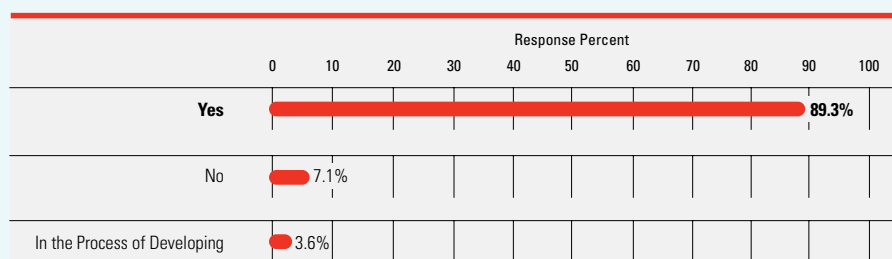 Response Percent
0 10 20 30 40 50 60 70 80 90 100
Yes 89.3%
No 7.1%
In the Process of Developing 3.6%